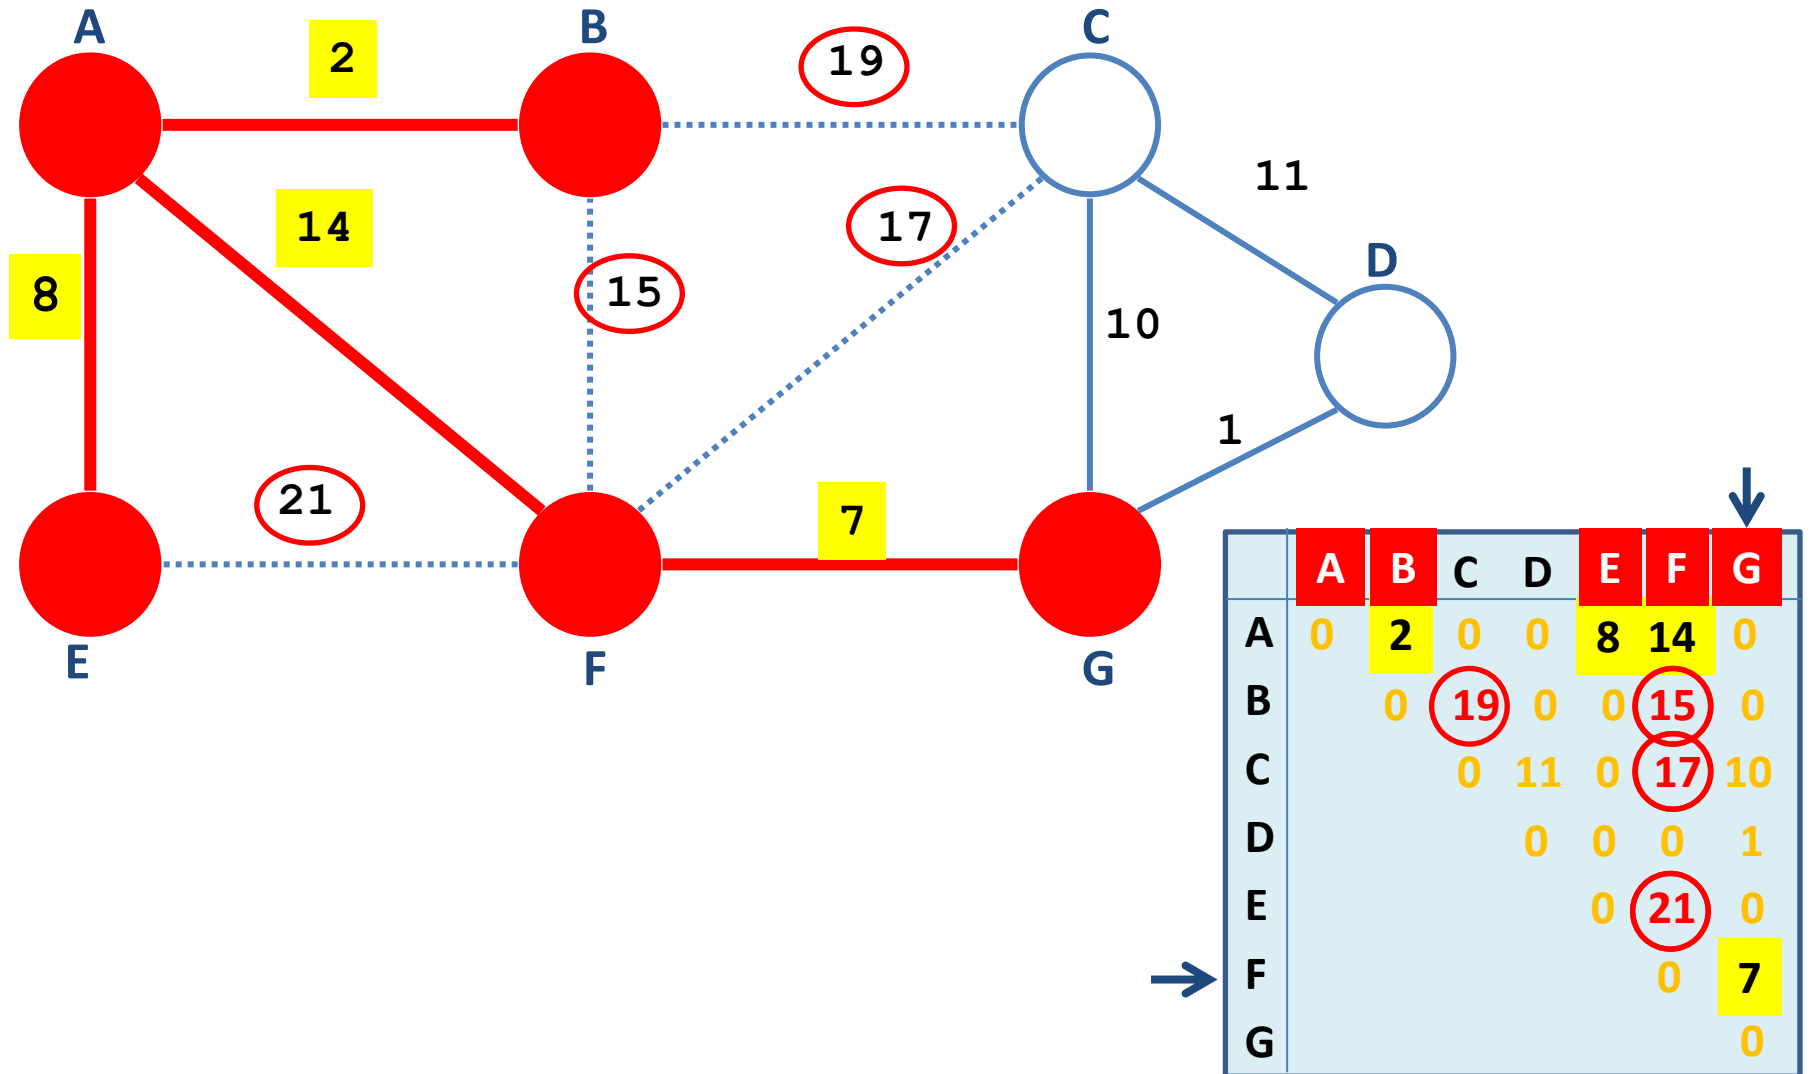 A B C
2 19
14 17 11
8 15 10 D
21 7 1
E F G
A B C D E F G
A 0 2 0 0 8 14 0
B 0 19 0 0 15 0
C 0 11 0 17 10
D 0 0 0 1
E 0 21 0
F 0 7
G 0